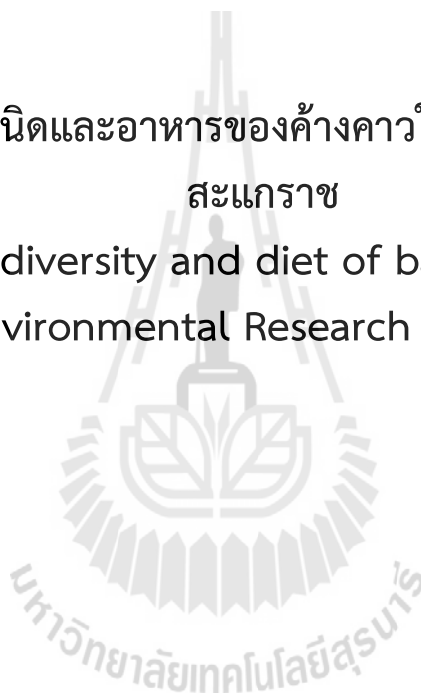 นิดและอาหารของค้างคาว
สะแกราช
diversity and diet of b
vironmental Research
มหาวิทยาลัยเทคโนโลยีสุรนารี